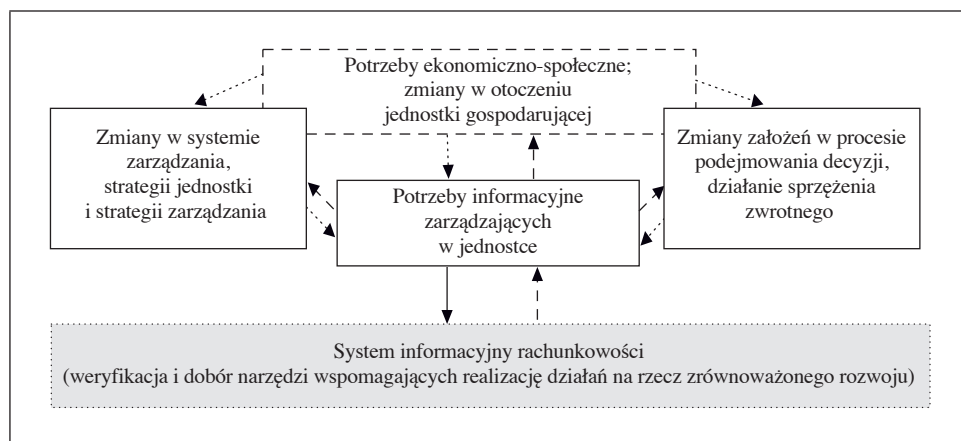 Potrzeby ekonomiczno-społeczne;
zmiany w otoczeniu
jednostki gospodarującej
Zmiany w systemie
zarządzania,
strategii jednostki
i strategii zarządzania
Zmiany założeń w procesie
podejmowania decyzji,
działanie sprzężenia
zwrotnego
Potrzeby informacyjne
zarządzających
w jednostce
System informacyjny rachunkowości
(weryfikacja i dobór narzędzi wspomagających realizację działań na rzecz zrównoważonego rozwoju)